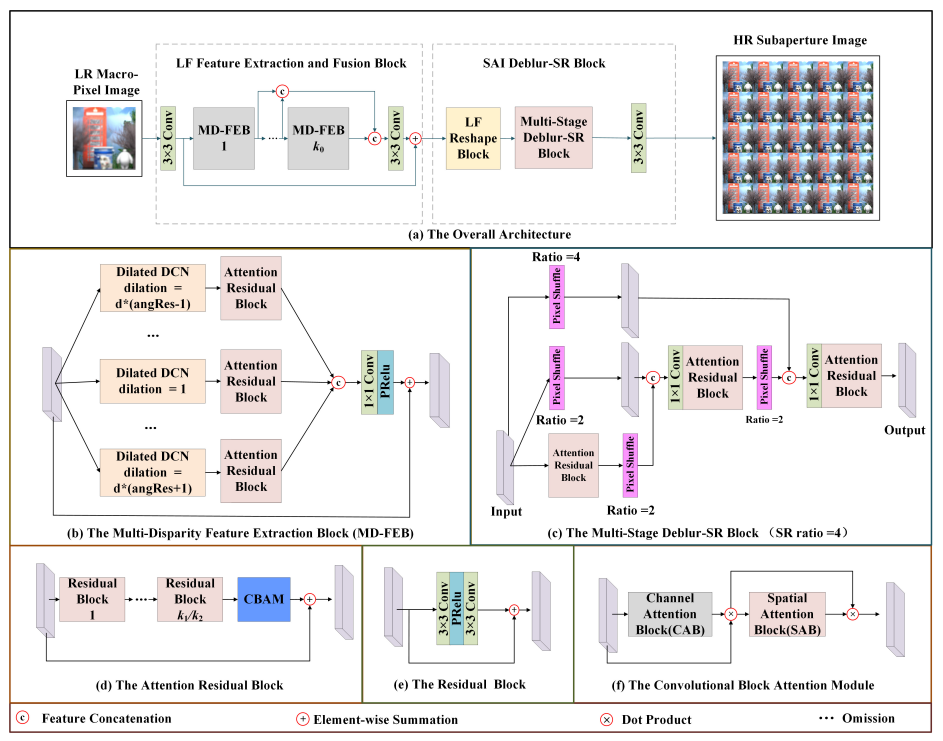 HR Subaperture Image
LR Macro-
Pixel Image
LF Feature Extraction and Fusion Block
SAI Deblur-SR Block
3×3 Conv
MD-FEB
1
......
MD-FEB
k0
c
c
3×3 Conv
+
LF
Reshape
Block
Multi-Stage
Deblur-SR
Block
3×3 Conv
(a) The Overall Architecture
Dilated DCN
dilation =
d*(angRes-1)
Attention
Residual
Block
...
Dilated DCN
dilation = 1
Attention
Residual
Block
...
Dilated DCN
dilation =
d*(angRes+1)
Attention
Residual
Block
c
1×1 Conv
PRelu
+
(b) The Multi-Disparity Feature Extraction Block (MD-FEB)
Ratio =4
Pixel Shuffle
Pixel Shuffle
Ratio =2
Attention
Residual
Block
Pixel Shuffle
Ratio =2
Input
c
1×1 Conv
Attention
Residual
Block
Pixel Shuffle
Ratio =2
c
1×1 Conv
Attention
Residual
Block
Output
(c) The Multi-Stage Deblur-SR Block （SR ratio =4）
Residual
Block
1
......
Residual
Block
k1/k2
CBAM
+
(d) The Attention Residual Block
3×3 Conv
PRelu
3×3 Conv
+
(e) The Residual Block
Channel
Attention
Block(CAB)
×
Spatial
Attention
Block(SAB)
×
(f) The Convolutional Block Attention Module
c Feature Concatenation
+ Element-wise Summation
× Dot Product
... Omission